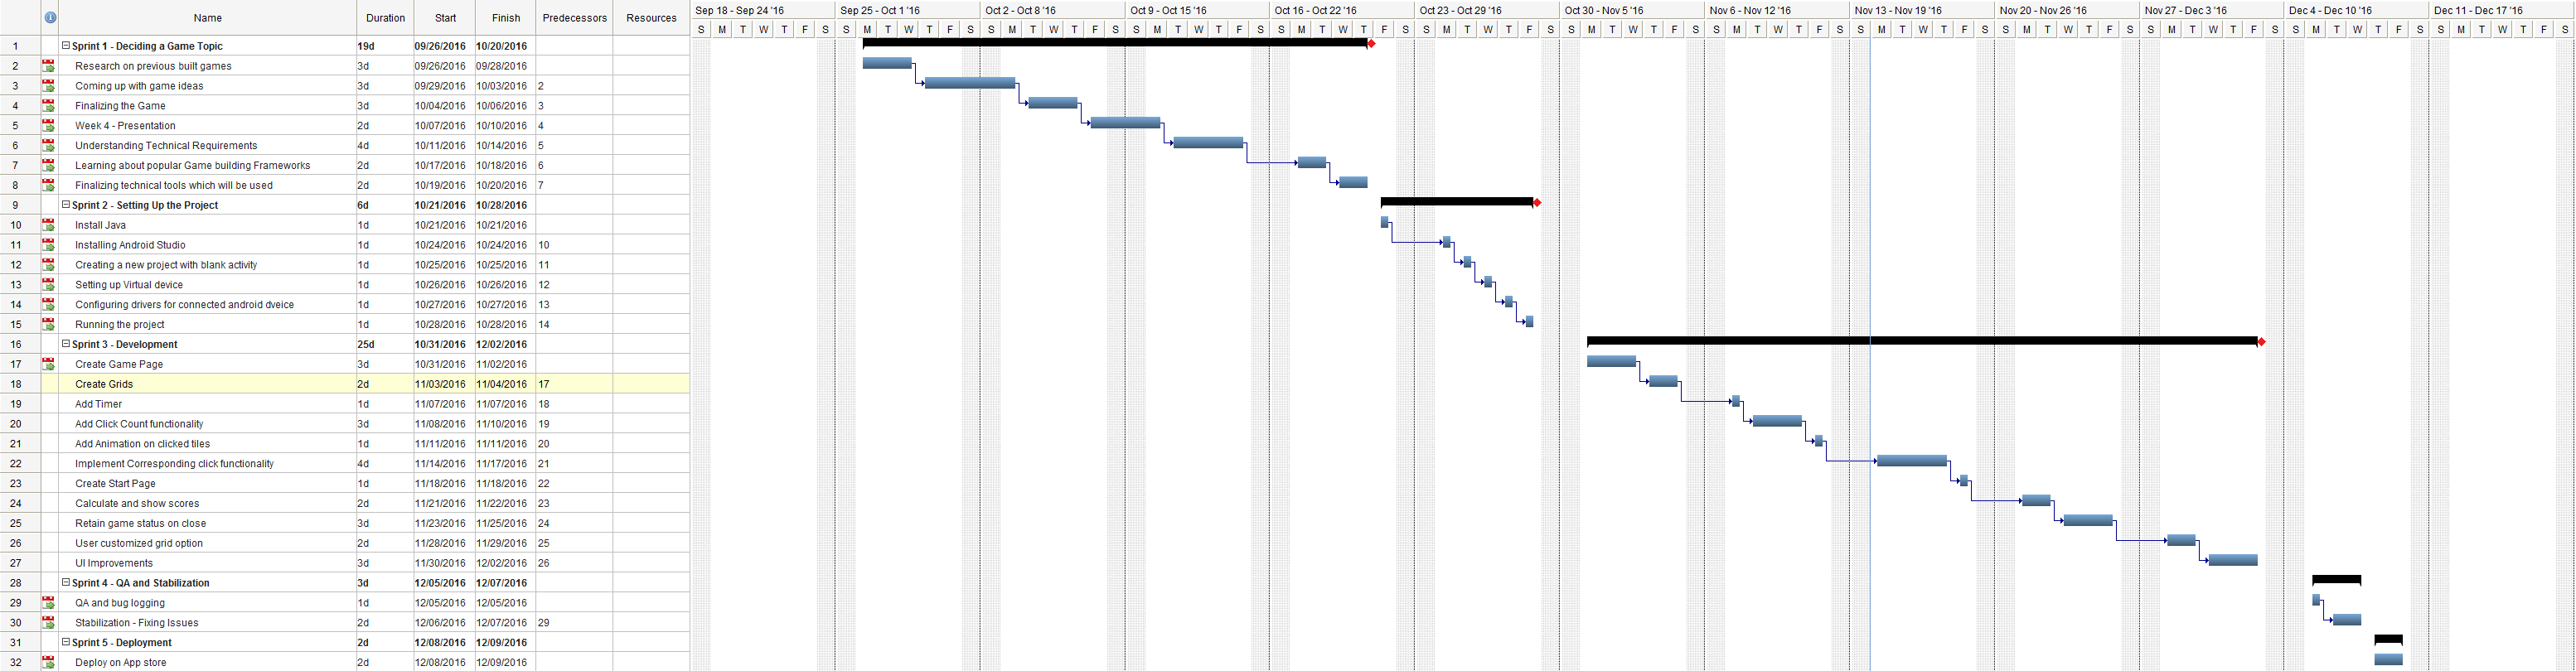 Name Duration Start Finish Predecessors Resources Sep 18 - Sep 24 '16 Sep 25 - Oct 1 '16 Oct 2 - Oct 8 '16 Oct 9 - Oct 15 '16 Oct 16 - Oct 22 '16 Oct 23 - Oct 29 '16 Oct 30 - Nov 5 '16 Nov 6 - Nov 12 '16 Nov 13 - Nov 19 '16 Nov 20 - Nov 26 '16 Nov 27 - Dec 3 '16 Dec 4 - Dec 10 '16 Dec 11 - Dec 17 '16
S M T W T F S S M T W T F S S M T W T F S S M T W T F S S M T W T F S S M T W T F S S M T W T F S S M T W T F S S M T W T F S S M T W T F S S M T W T F S S M T W T F S S M T W T F S
1 Sprint 1 - Deciding a Game Topic 19d 09/26/2016 10/20/2016
2 Research on previous built games 3d 09/26/2016 09/28/2016
3 Coming up with game ideas 3d 09/29/2016 10/03/2016 2
4 Finalizing the Game 3d 10/04/2016 10/06/2016 3
5 Week 4 - Presentation 2d 10/07/2016 10/10/2016 4
6 Understanding Technical Requirements 4d 10/11/2016 10/14/2016 5
7 Learning about popular Game building Frameworks 2d 10/17/2016 10/18/2016 6
8 Finalizing technical tools which will be used 2d 10/19/2016 10/20/2016 7
9 Sprint 2 - Setting Up the Project 6d 10/21/2016 10/28/2016
10 Install Java 1d 10/21/2016 10/21/2016
11 Installing Android Studio 1d 10/24/2016 10/24/2016 10
12 Creating a new project with blank activity 1d 10/25/2016 10/25/2016 11
13 Setting up Virtual device 1d 10/26/2016 10/26/2016 12
14 Configuring drivers for connected android dveice 1d 10/27/2016 10/27/2016 13
15 Running the project 1d 10/28/2016 10/28/2016 14
16 Sprint 3 - Development 25d 10/31/2016 12/02/2016
17 Create Game Page 3d 10/31/2016 11/02/2016
18 Create Grids 2d 11/03/2016 11/04/2016 17
19 Add Timer 1d 11/07/2016 11/07/2016 18
20 Add Click Count functionality 3d 11/08/2016 11/10/2016 19
21 Add Animation on clicked tiles 1d 11/11/2016 11/11/2016 20
22 Implement Corresponding click functionality 4d 11/14/2016 11/17/2016 21
23 Create Start Page 1d 11/18/2016 11/18/2016 22
24 Calculate and show scores 2d 11/21/2016 11/22/2016 23
25 Retain game status on close 3d 11/23/2016 11/25/2016 24
26 User customized grid option 2d 11/28/2016 11/29/2016 25
27 UI Improvements 3d 11/30/2016 12/02/2016 26
28 Sprint 4 - QA and Stabilization 3d 12/05/2016 12/07/2016
29 QA and bug logging 1d 12/05/2016 12/05/2016
30 Stabilization - Fixing Issues 2d 12/06/2016 12/07/2016 29
31 Sprint 5 - Deployment 2d 12/08/2016 12/09/2016
32 Deploy on App store 2d 12/08/2016 12/09/2016